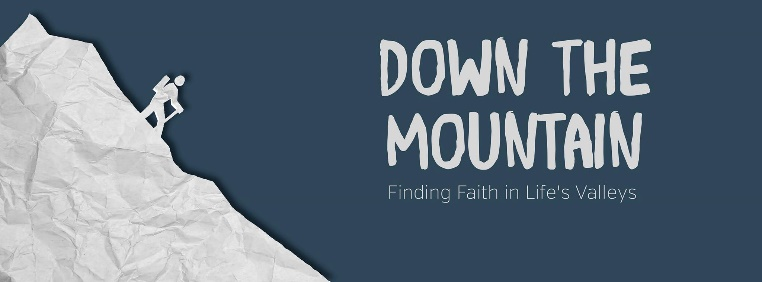 DOWN THE
MOUNTAIN
Finding Faith in Life's Valleys